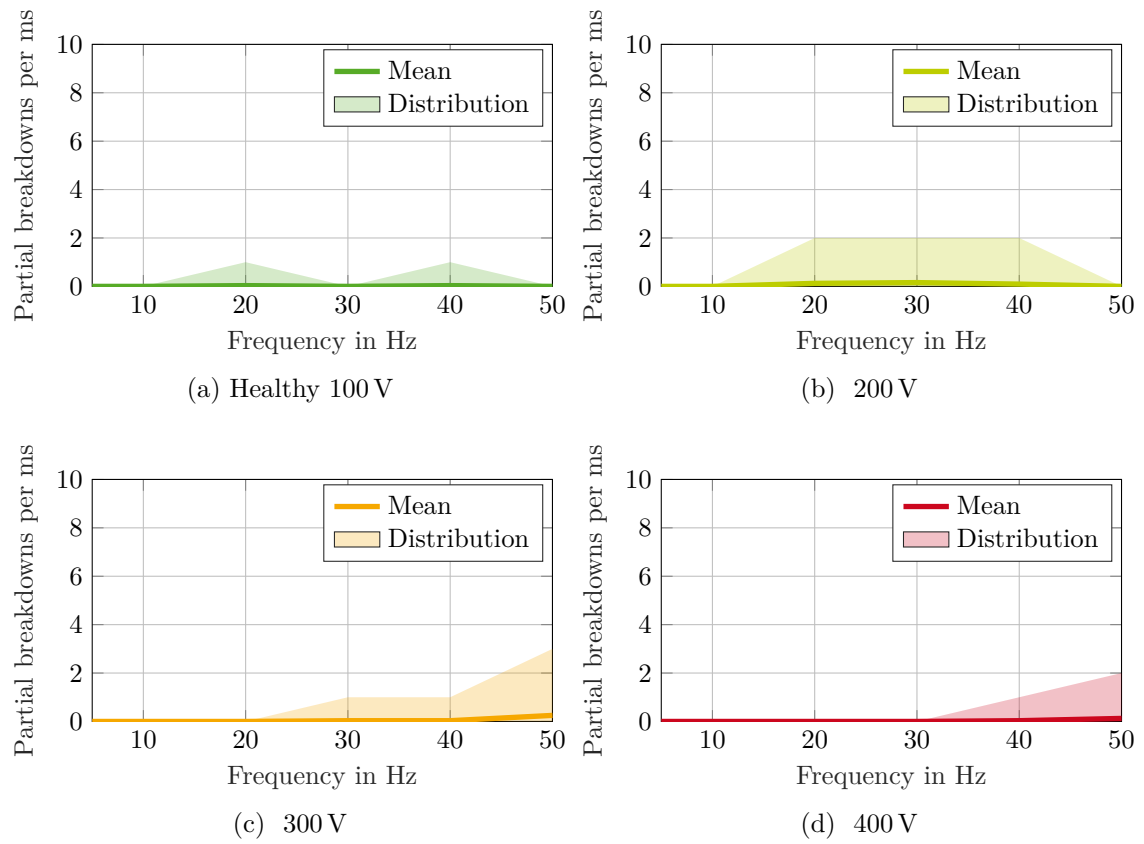 Partial breakdowns per ms
10
8
6
4
2
0
Mean
Distribution
10 20 30 40 50
Frequency in Hz
(a) Healthy 100 V
Partial breakdowns per ms
10
8
6
4
2
0
Mean
Distribution
10 20 30 40 50
Frequency in Hz
(b) 200 V
Partial breakdowns per ms
10
8
6
4
2
0
Mean
Distribution
10 20 30 40 50
Frequency in Hz
(c) 300 V
Partial breakdowns per ms
10
8
6
4
2
0
Mean
Distribution
10 20 30 40 50
Frequency in Hz
(d) 400 V